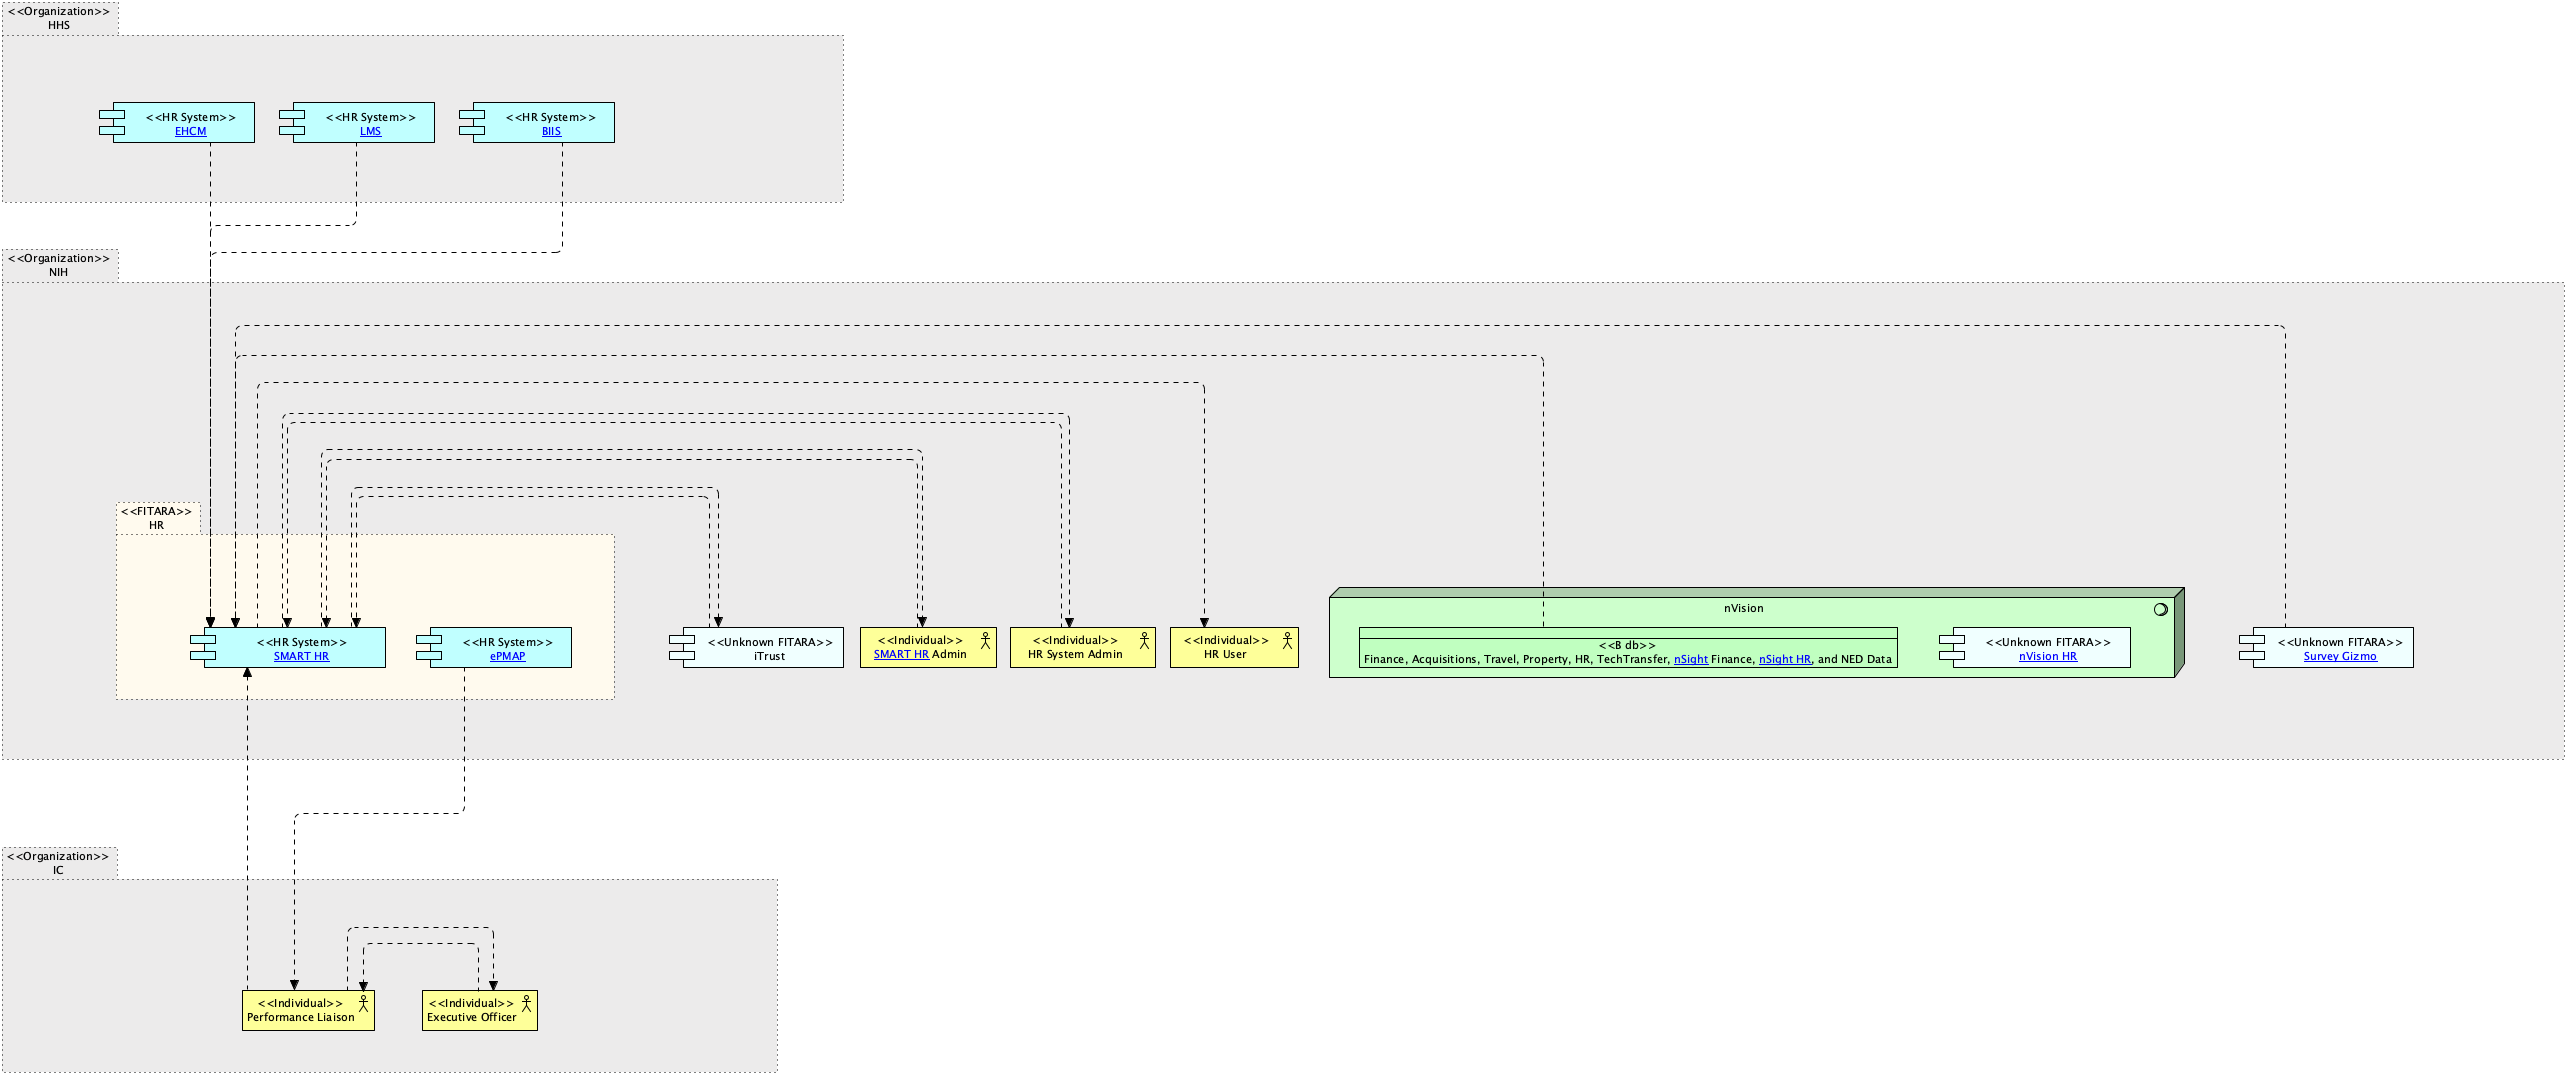 <<Organization>>
HHS
<<HR System>>
EHCM
<<HR System>>
LMS
<<HR System>>
BIIS
<<Organization>>
NIH
<<FITARA>>
HR
<<HR System>>
SMART HR
<<HR System>>
ePMAP
<<Unknown FITARA>>
iTrust
<<Individual>>
SMART HR Admin
<<Individual>>
HR System Admin
<<Individual>>
HR User
nVision
<<B db>>
Finance, Acquisitions, Travel, Property, HR, TechTransfer, nSight Finance, nSight HR, and NED Data
<<Unknown FITARA>>
nVision HR
<<Unknown FITARA>>
Survey Gizmo
<<Organization>>
IC
<<Individual>>
Performance Liaison
<<Individual>>
Executive Officer